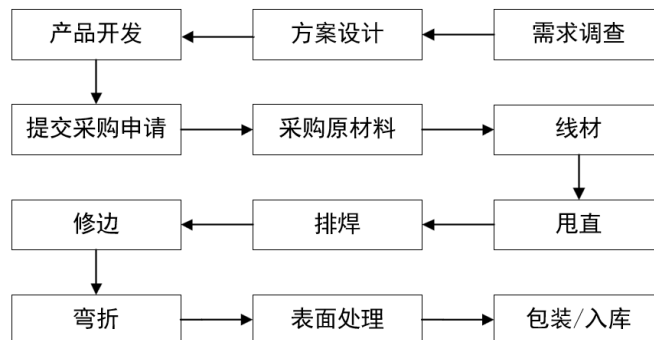 产品开发
方案设计
需求调查
提交采购申请
采购原材料
线材
修边
排焊
甩直
弯折
表面处理
包装/入库